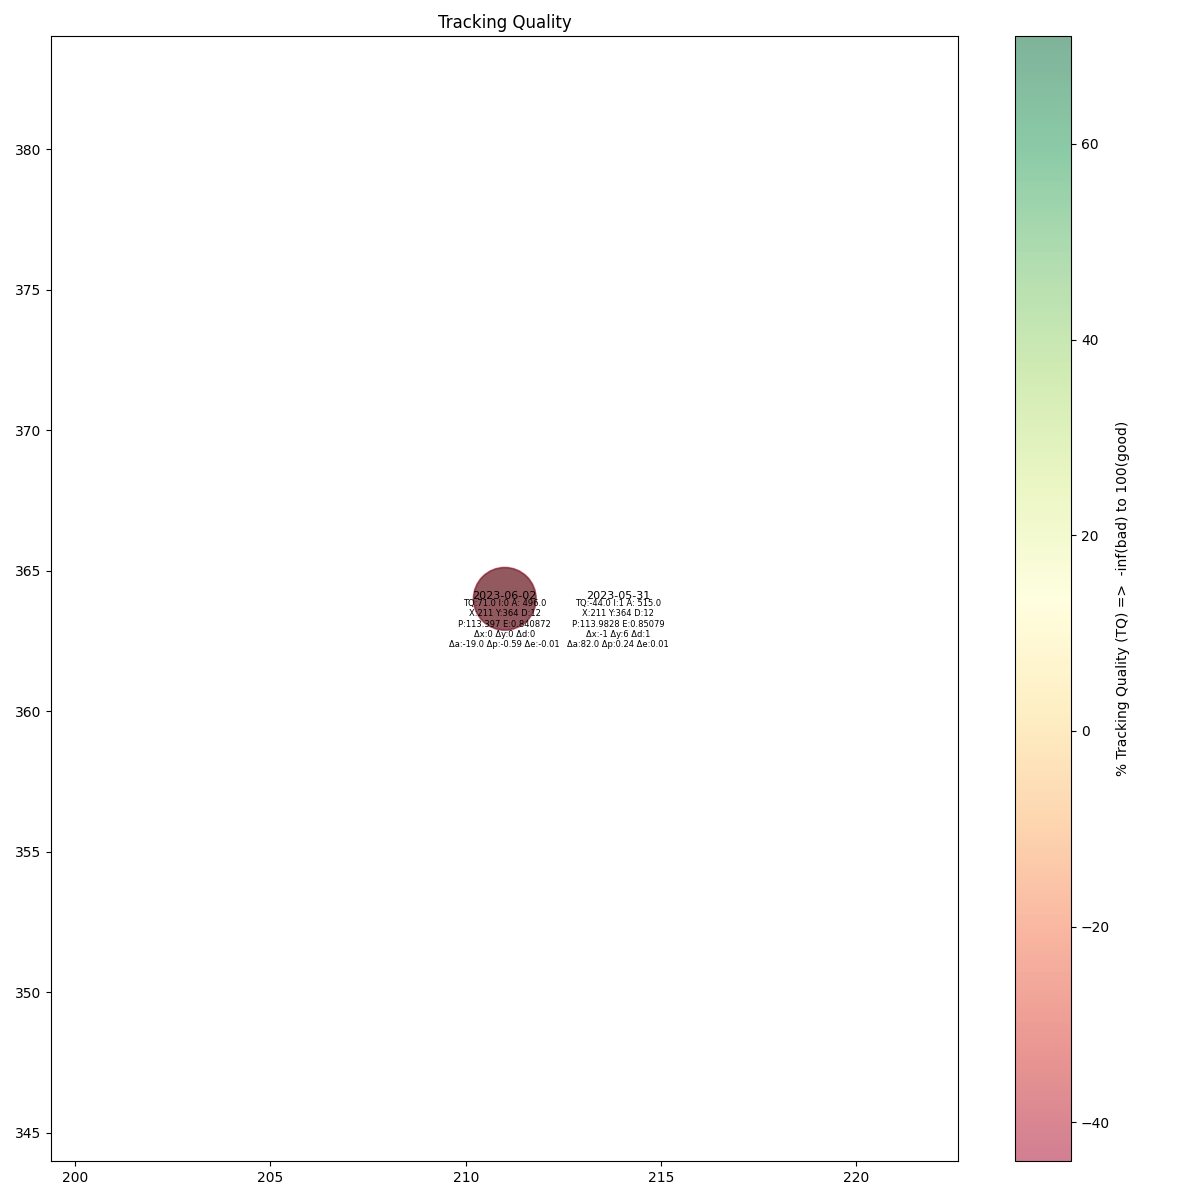 Tracking Quality
380
375
370
365
360
355
350
345
200
205
210
215
220
2023-06-02
TQ:71.0 I:0 A: 496.0
X:211 Y:364 D:12
P:113.397 E:0.840872
Δx:0 Δy:0 Δd:0
Δa:-19.0 Δp:-0.59 Δe:-0.01
2023-05-31
TQ:-44.0 I:1 A: 515.0
X:211 Y:364 D:12
P:113.9828 E:0.85079
Δx:-1 Δy:6 Δd:1
Δa:82.0 Δp:0.24 Δe:0.01
60
40
20
0
−20
−40
% Tracking Quality (TQ) => -inf(bad) to 100(good)